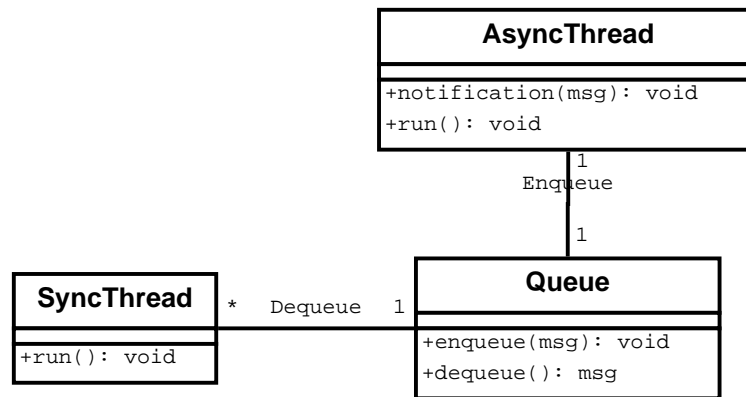 AsyncThread
+notification(msg): void
+run(): void
1
Enqueue
1
Queue
+enqueue(msg): void
+dequeue(): msg
SyncThread
+run(): void
* Dequeue 1